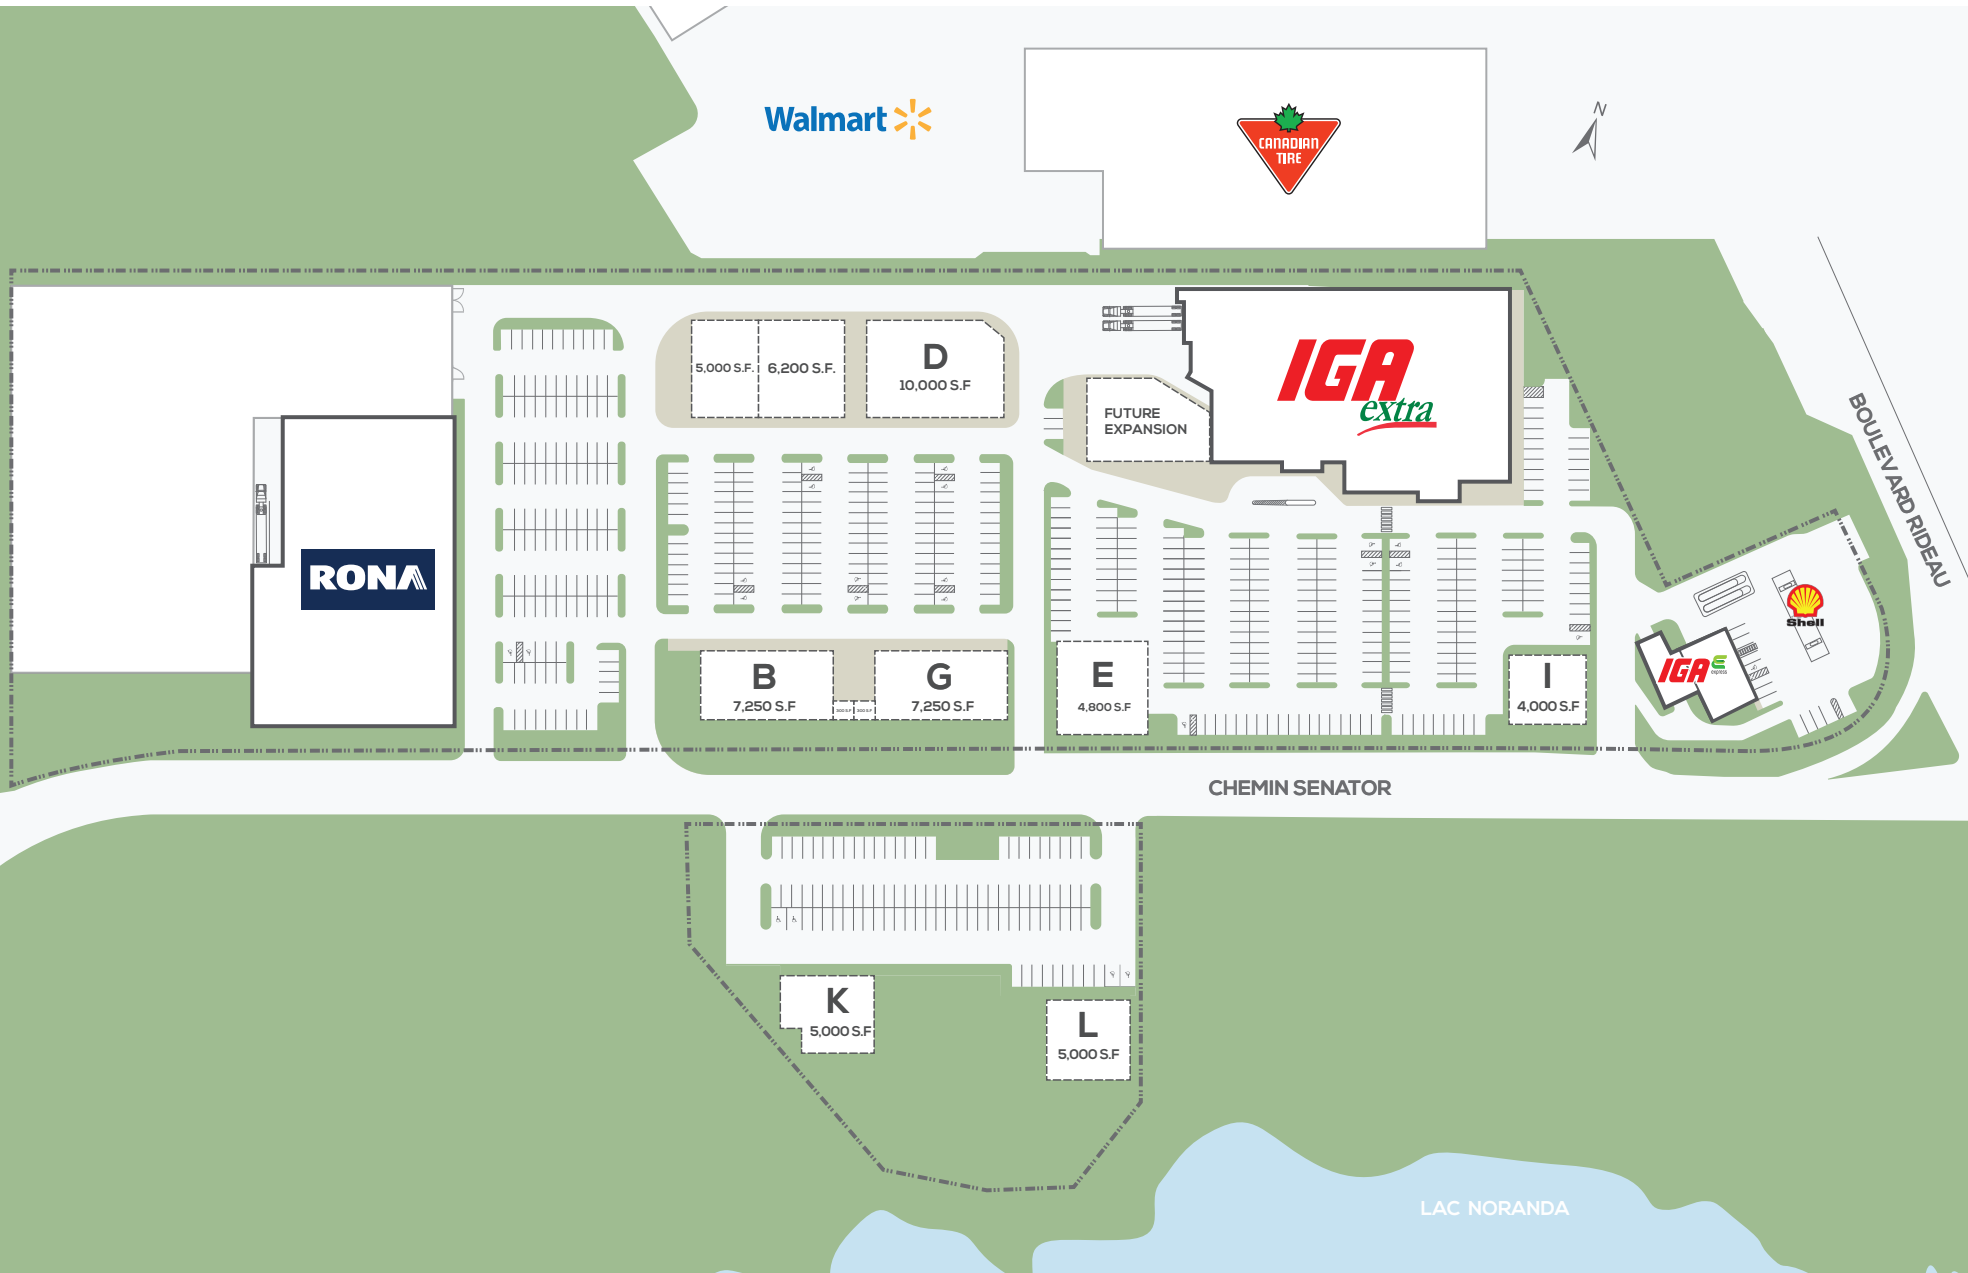 Walmart
CANADIAN
TIRE
N
5,000 S.F.
6,200 S.F.
D
10,000 S.F
IGA
extra
FUTURE
EXPANSION
BOULEVARD RIDEAU
RONA
Shell
IGA
express
B
7,250 S.F
G
7,250 S.F
E
4,800 S.F
I
4,000 S.F
CHEMIN SENATOR
K
5,000 S.F
L
5,000 S.F
LAC NORANDA